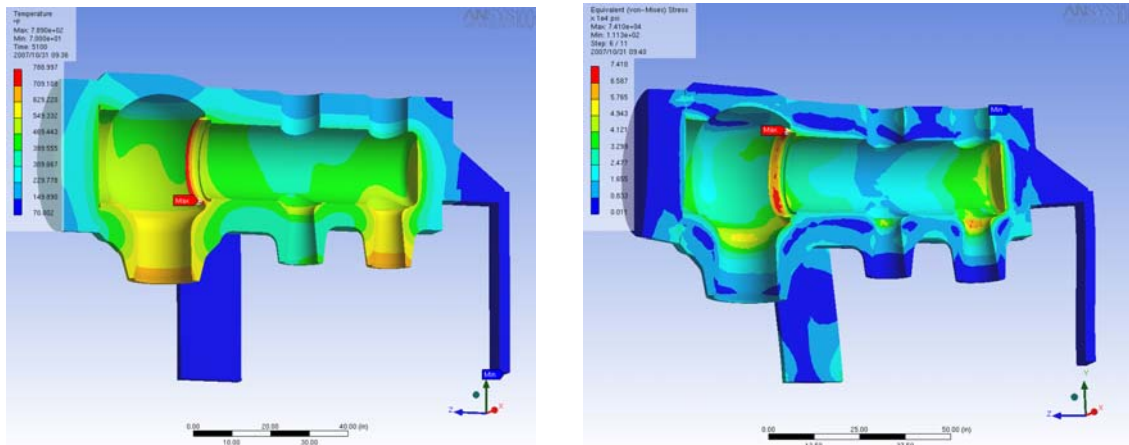 Temperature
°F
Max: 7.890e+02
Min: 7.000e+01
Time: 5100
2007/10/31 09:36
788.997
709.108
629.220
549.332
469.443
389.555
309.667
229.778
149.890
70.002
Max
Min
Z
Y
X
0.00 20.00 40.00 (in)
10.00 30.00
Equivalent (von-Mises) Stress
x 1e4 psi
Max: 7.410e+04
Min: 1.113e+02
Step: 6 / 11
2007/10/31 09:40
7.410
6.587
5.765
4.943
4.121
2.477
1.655
0.833
0.011
Max
Min
Y
Z
X
0.00 25.00 50.00 (in)